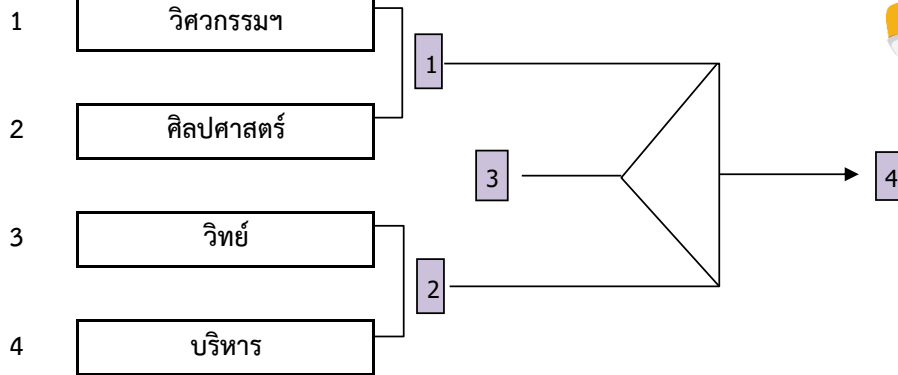 1 วิศวกรรมฯ
1
2 ศิลปศาสตร์
3
4
3 วิทย์
2
4 บริหาร